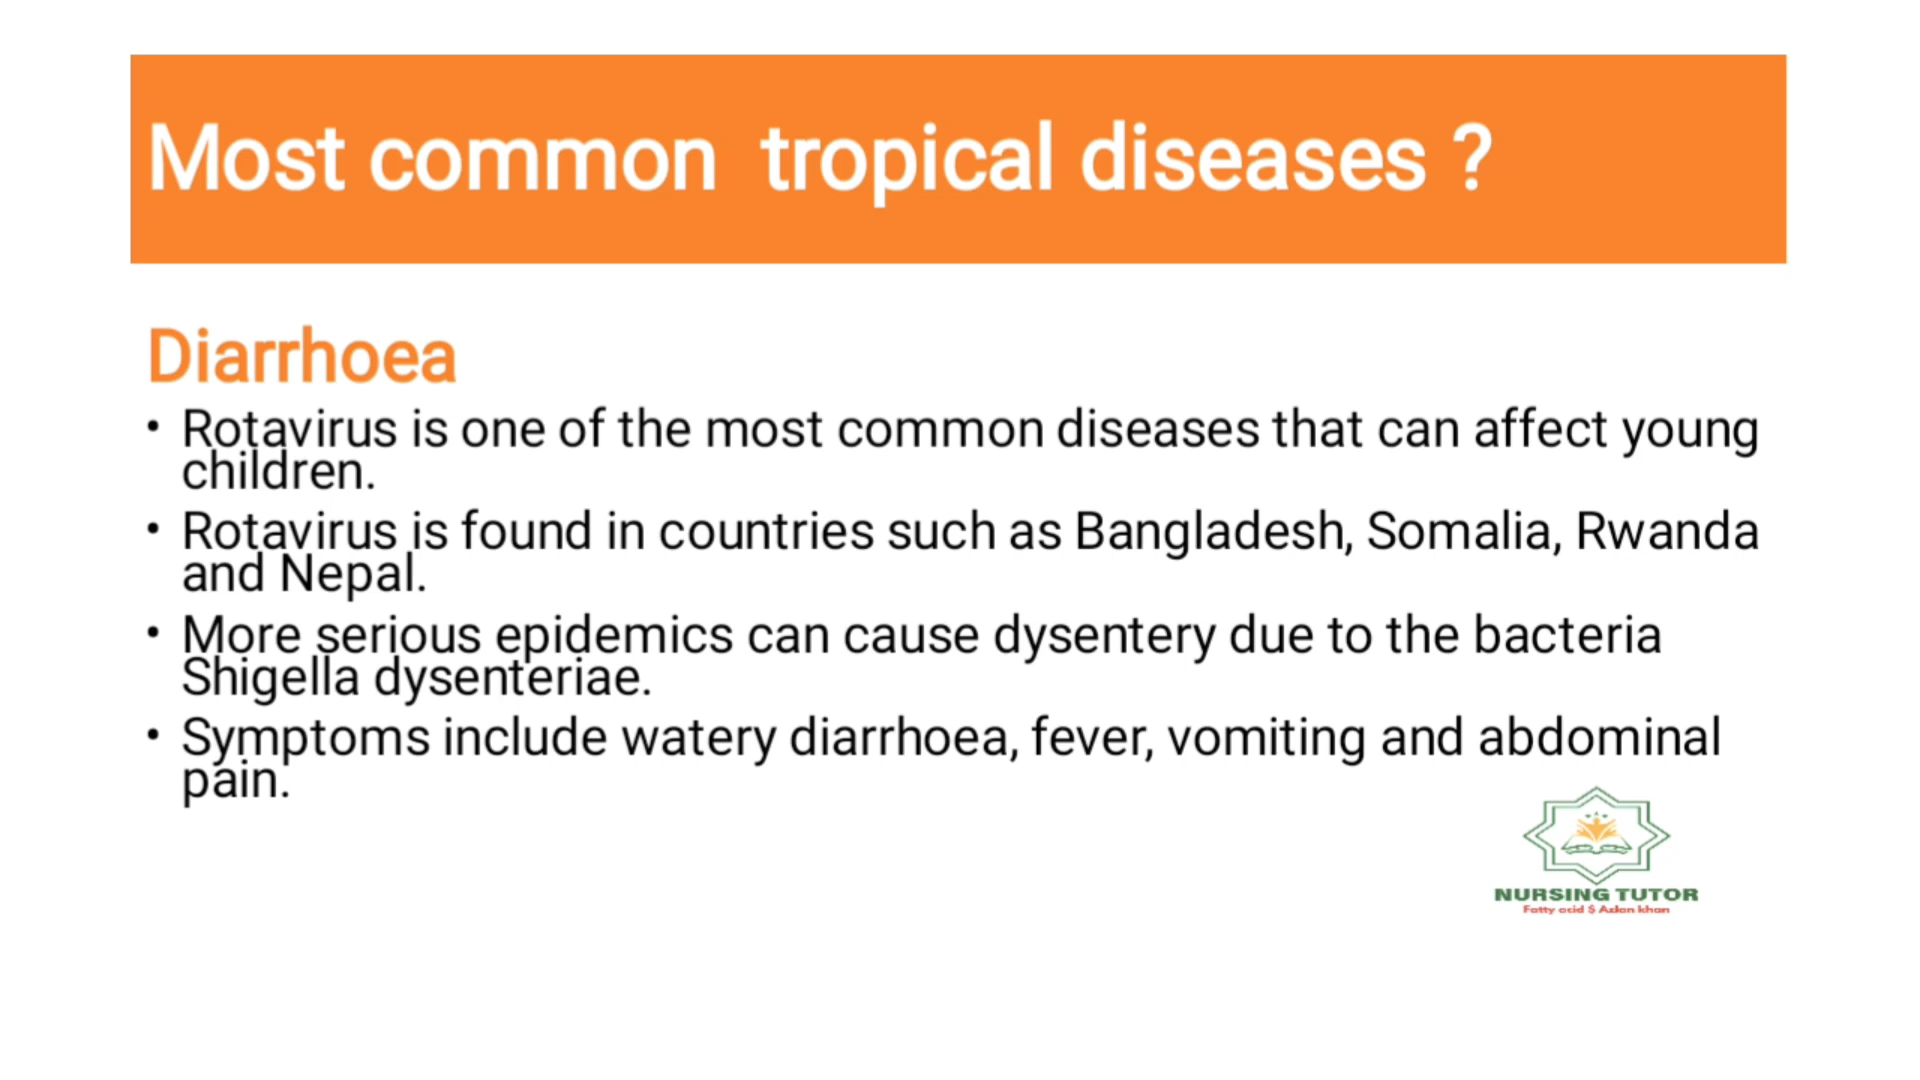 Most common tropical diseases ?
Diarrhoea
• Rotavirus is one of the most common diseases that can affect young
children.
• Rotavirus is found in countries such as Bangladesh, Somalia, Rwanda
and Nepal.
• More serious epidemics can cause dysentery due to the bacteria
Shigella dysenteriae.
• Symptoms include watery diarrhoea, fever, vomiting and abdominal
pain.
NURSING TUTOR
Fatty acid $ khan